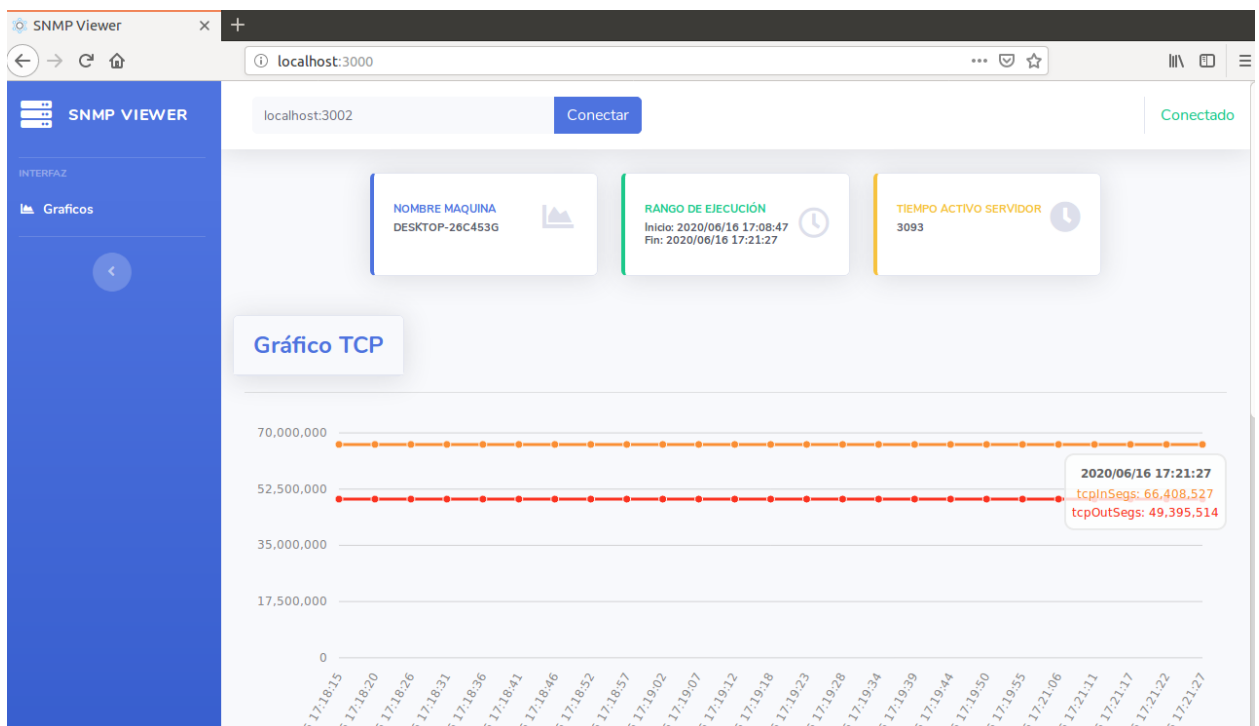 SNMP Viewer
localhost:3000
SNMP VIEWER
localhost:3002
Conectar
Conectado
INTERFAZ
Graficos
NOMBRE MAQUINA
DESKTOP-26C453G
RANGO DE EJECUCIÓN
Inicio: 2020/06/16 17:08:47
Fin: 2020/06/16 17:21:27
TIEMPO ACTIVO SERVIDOR
3093
Gráfico TCP
70,000,000
52,500,000
35,000,000
17,500,000
0
2020/06/16 17:21:27
tcpInSegs: 66,408,527
tcpOutSegs: 49,395,514
17:18:15
17:18:20
17:18:26
17:18:31
17:18:36
17:18:41
17:18:46
17:18:52
17:18:57
17:19:02
17:19:07
17:19:12
17:19:18
17:19:23
17:19:28
17:19:34
17:19:39
17:19:44
17:19:50
17:19:55
17:21:06
17:21:11
17:21:17
17:21:22
17:21:27